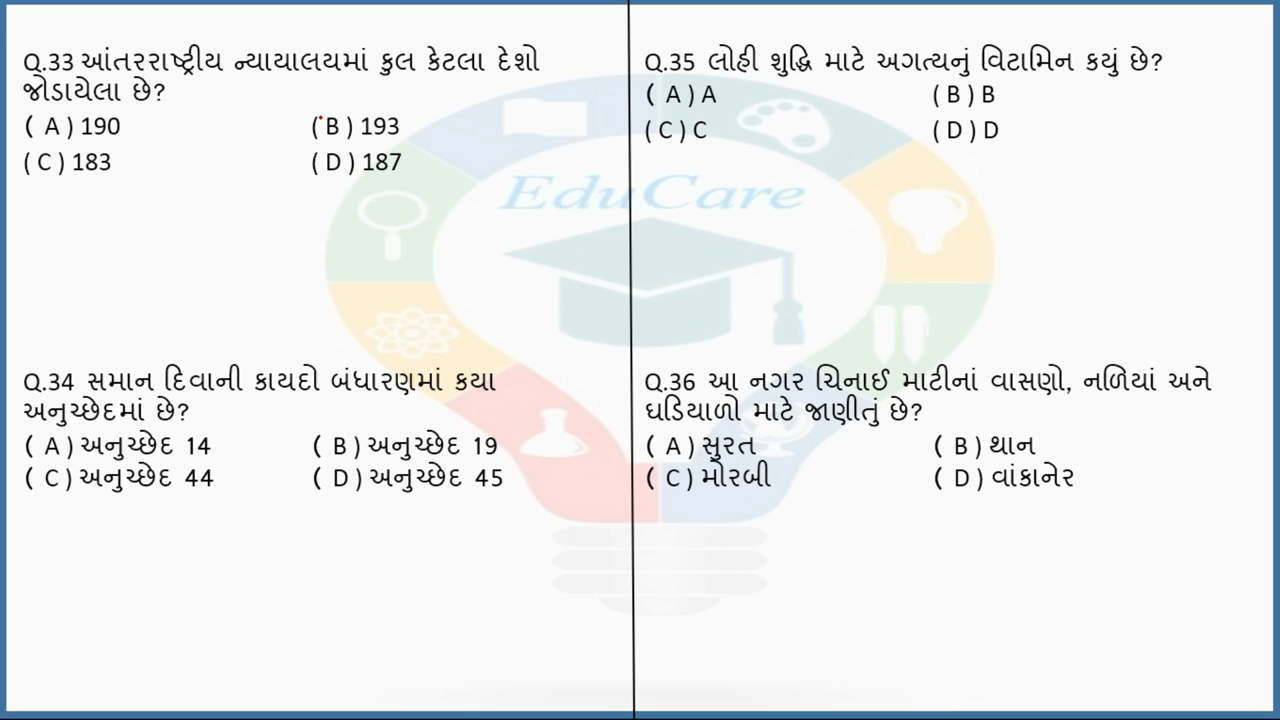 Q.33 આંતરરાષ્ટ્રીય ન્યાયાલયમાં કુલ કેટલા દેશો
જોડાયેલા છે?
( A ) 190 ( B ) 193
( C ) 183 ( D ) 187
Q.34 સમાન દિવાની કાયદો બંધારણમાં કયા
અનુચ્છેદમાં છે?
( A ) અનુચ્છેદ 14 ( B ) અનુચ્છેદ 19
( C ) અનુચ્છેદ 44 ( D ) અનુચ્છેદ 45
Q.35 લોહી શુદ્ધિ માટે અગત્યનું વિટામિન કયું છે?
( A ) A ( B ) B
( C ) C ( D ) D
Q.36 આ નગર ચિનાઈ માટીનાં વાસણો, નળિયાં અને
ઘડિયાળો માટે જાણીતું છે?
( A ) સુરત ( B ) થાન
( C ) મોરબી ( D ) વાંકાનેર
EduCare